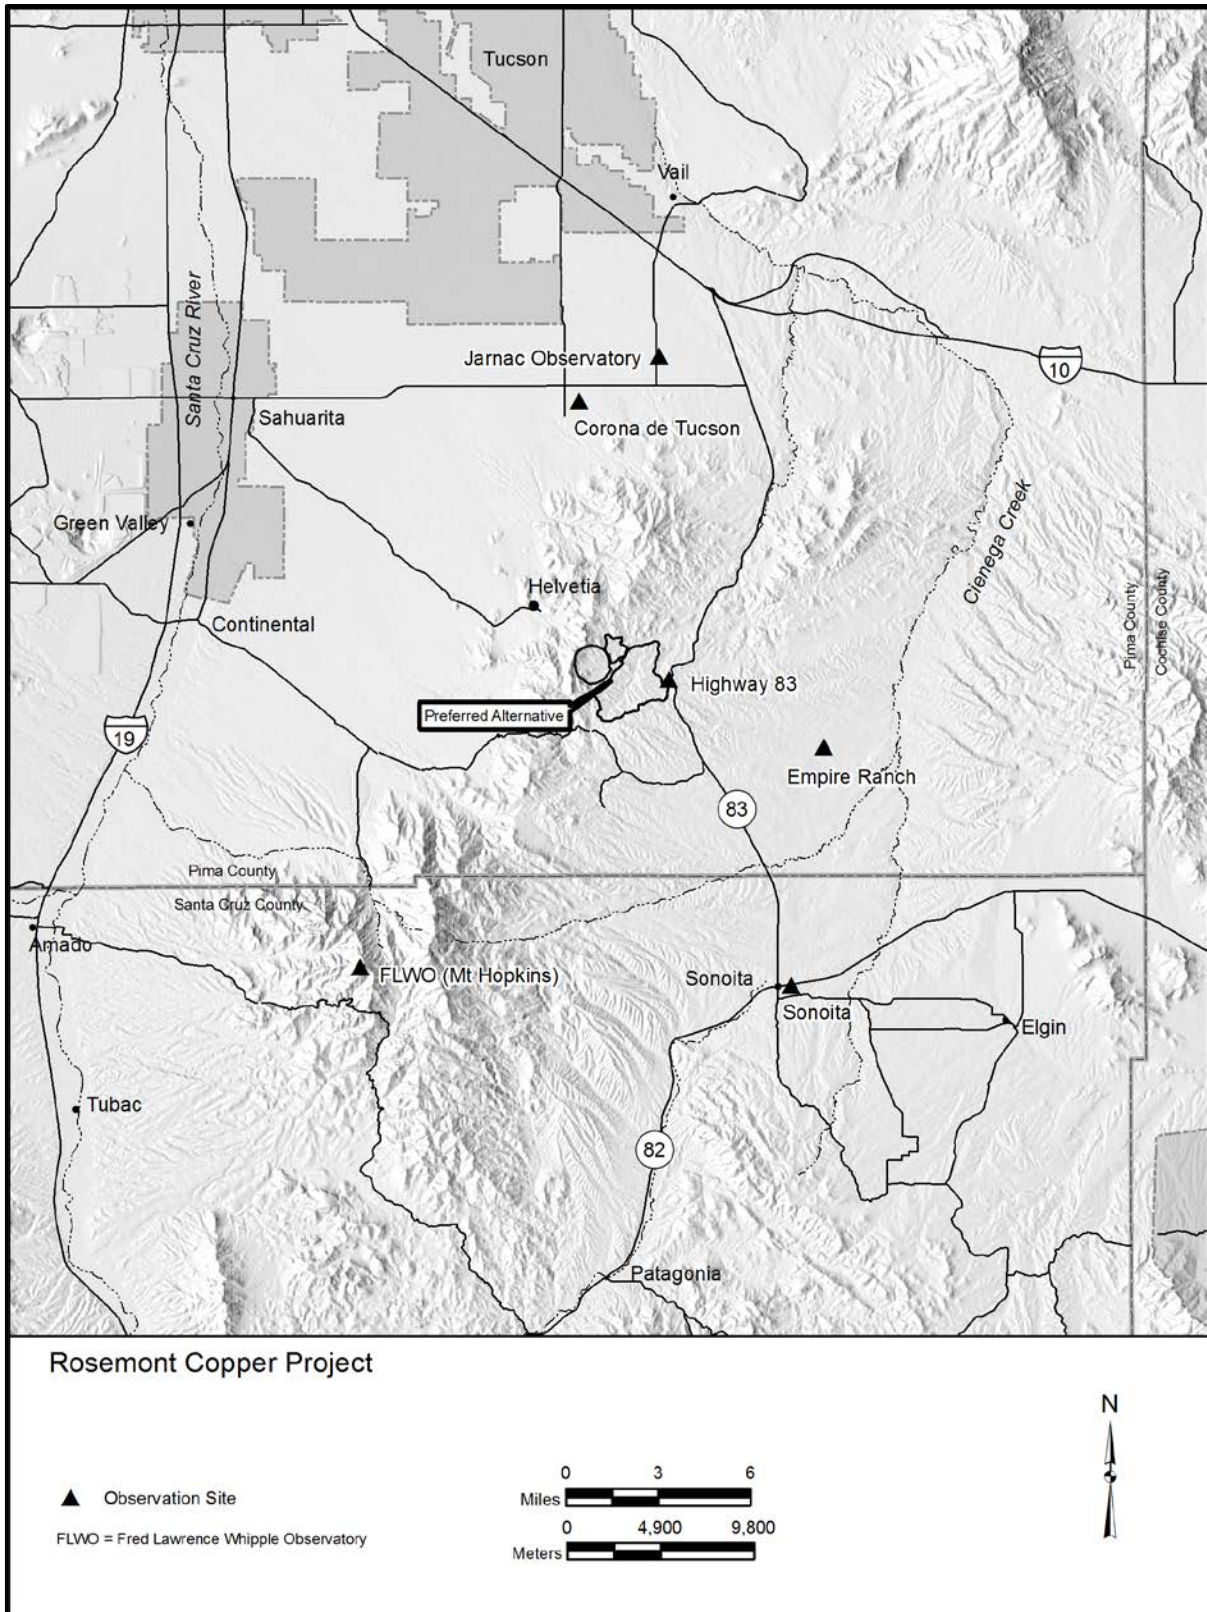 Tucson
Vail
Santa Cruz River
Jarnac Observatory
10
Sahuarita
Corona de Tucson
Cienega Creek
Green Valley
Helvetia
Continental
Pima County
Cochise County
Highway 83
Preferred Alternative
19
Empire Ranch
83
Pima County
Santa Cruz County
Amado
FLWO (Mt Hopkins)
Sonoita
Sonoita
Elgin
Tubac
82
Patagonia
Rosemont Copper Project
N
0 3 6
Miles
Observation Site
0 4,900 9,800
Meters
FLWO = Fred Lawrence Whipple Observatory